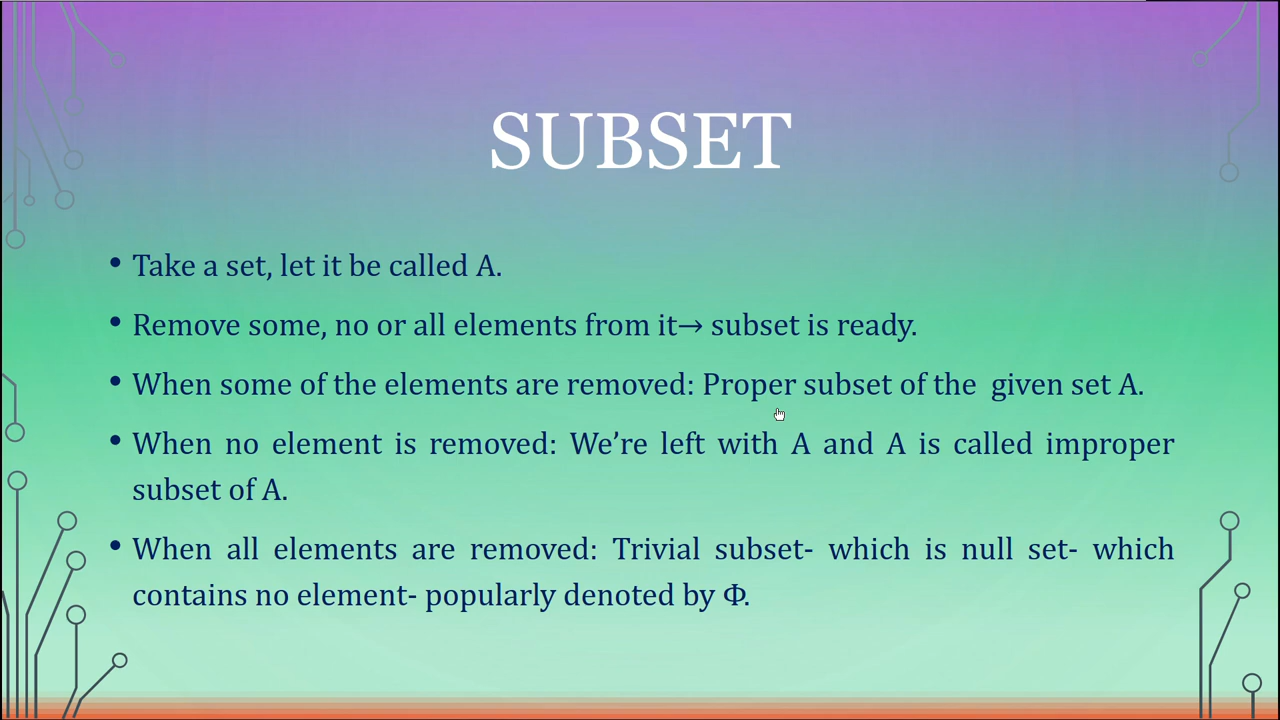 SUBSET
• Take a set, let it be called A.
• Remove some, no or all elements from it→ subset is ready.
• When some of the elements are removed: Proper subset of the  given set A.
• When no element is removed: We’re left with A and A is called improper
subset of A.
• When all elements are removed: Trivial subset- which is null set- which
contains no element- popularly denoted by Φ.